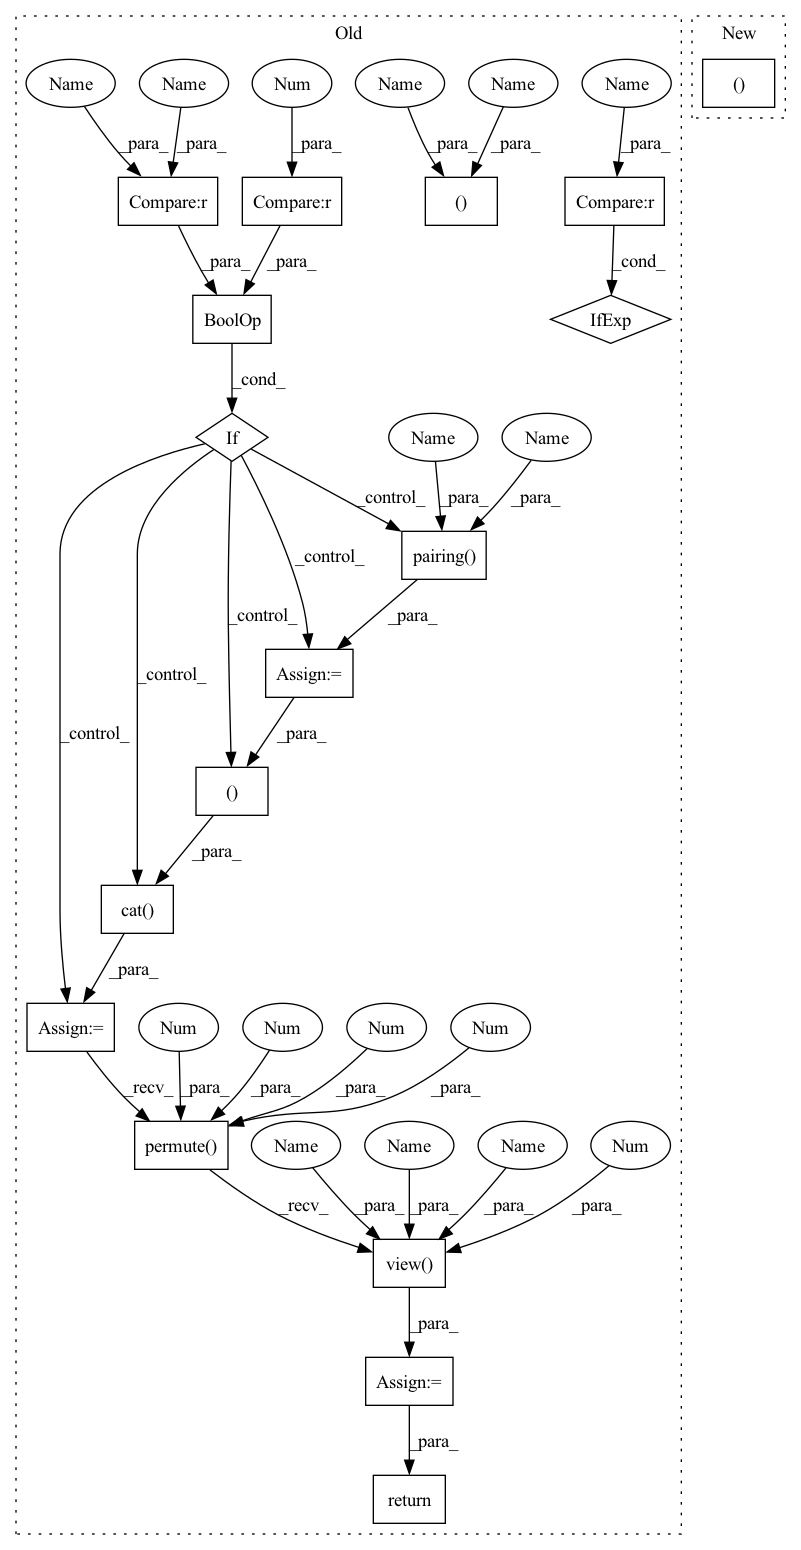 Old
New
Name
Name
Num
Name
Name
Name
()
_para_
_para_
_para_
_para_
_para_
_para_
Compare:r
Compare:r
()
Compare:r
_para_
_para_
_cond_
BoolOp
IfExp
_cond_
If
Name
Name
_control_
_para_
_para_
pairing()
_control_
_control_
_para_
Assign:=
_control_
_control_
_para_
()
_para_
cat()
_para_
Assign:=
Num
Num
Num
Num
_recv_
_para_
_para_
_para_
_para_
permute()
Name
Name
Name
Num
_recv_
_para_
_para_
_para_
_para_
view()
_para_
Assign:=
_para_
return